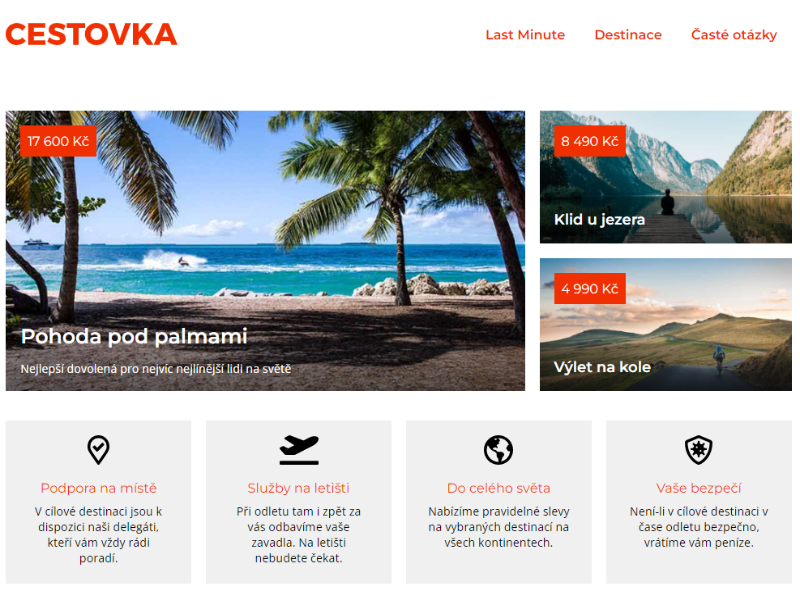 CESTOVKA
Last Minute
Destinace
Časté otázky
17 600 Kč
Pohoda pod palmami
Nejlepší dovolená pro nejvíc nejlínější lidi na světě
8 490 Kč
Klid u jezera
4 990 Kč
Výlet na kole
Podpora na místě
V cílové destinaci jsou k
dispozici naši delegáti,
kteří vám vždy rádi
poradí.
Služby na letišti
Při odletu tam i zpět za
vás odbavíme vaše
zavadla. Na letišti
nebudete čekat.
Do celého světa
Nabízíme pravidelné slevy
na vybraných destinací na
všech kontinentech.
Vaše bezpečí
Není-li v cílové destinaci v
čase odletu bezpečno,
vrátíme vám peníze.